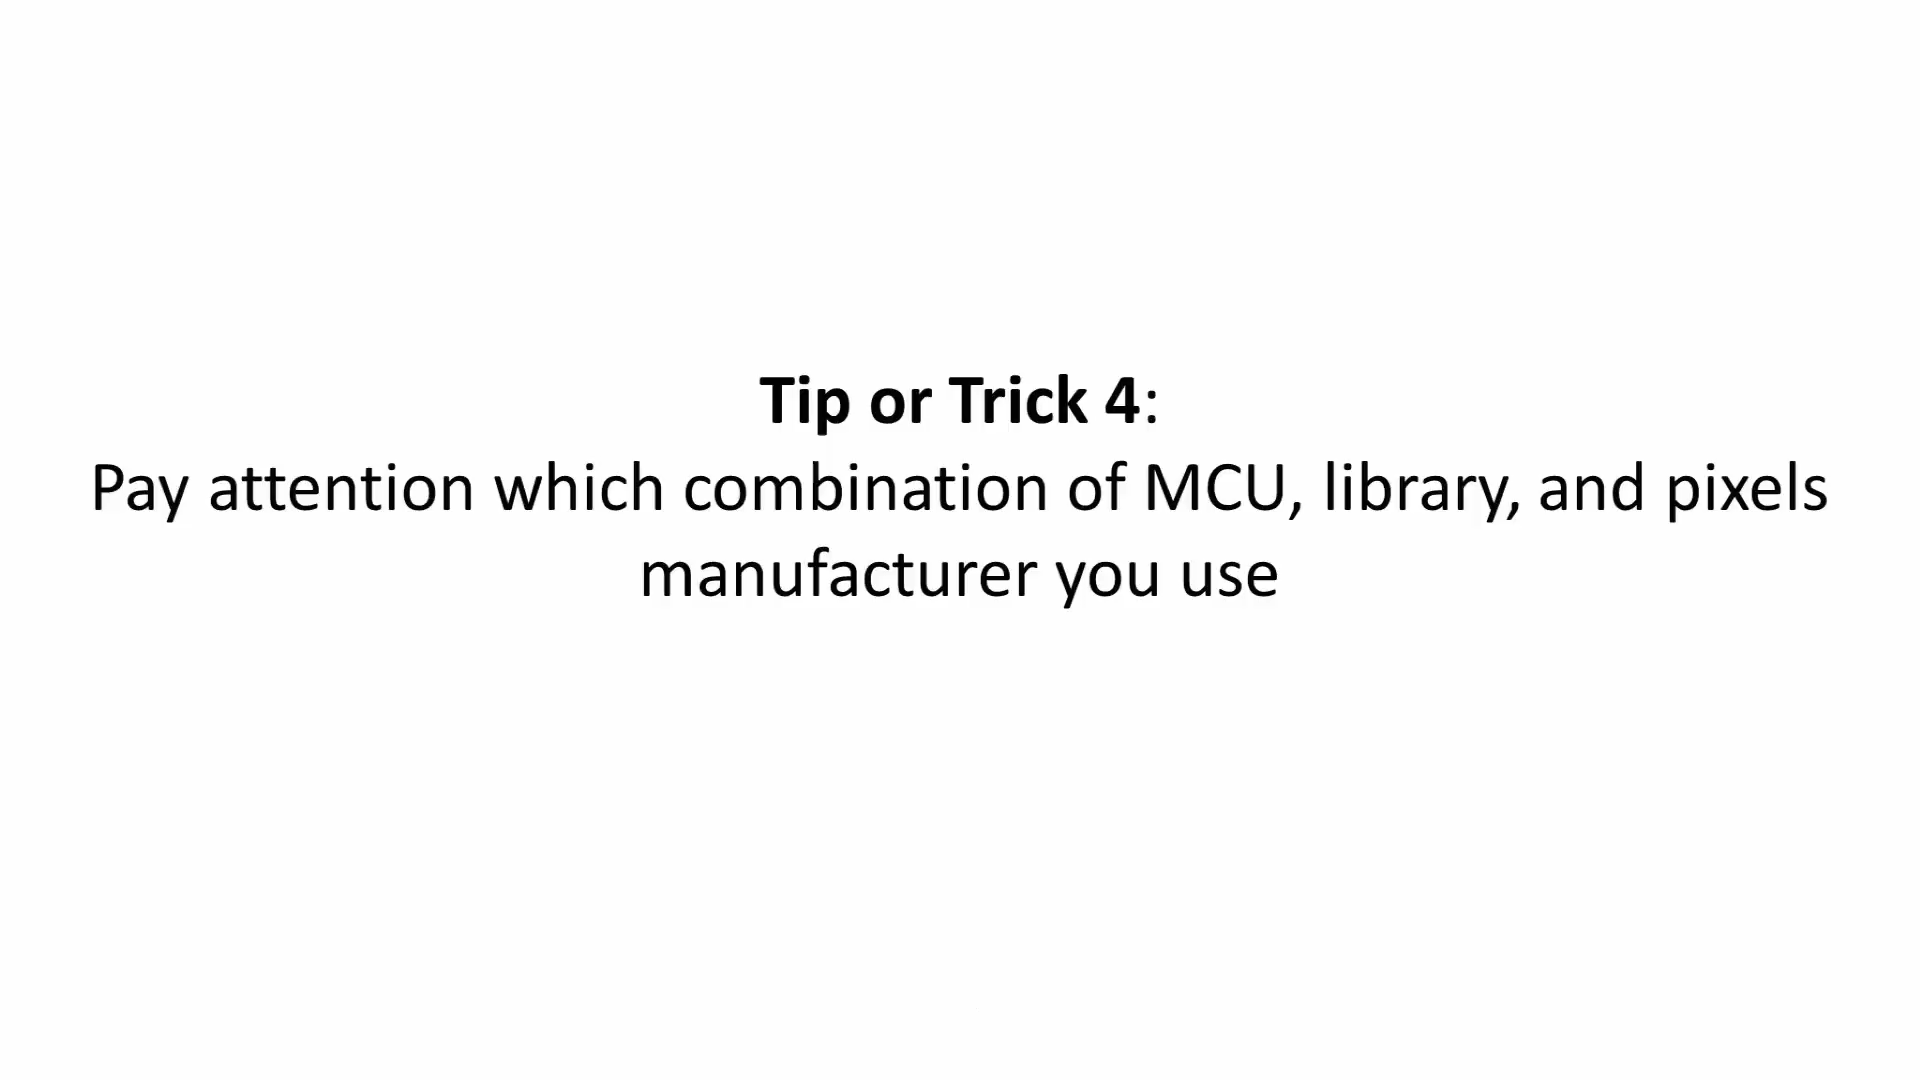 Tip or Trick 4:
Pay attention which combination of MCU, library, and pixels
manufacturer you use